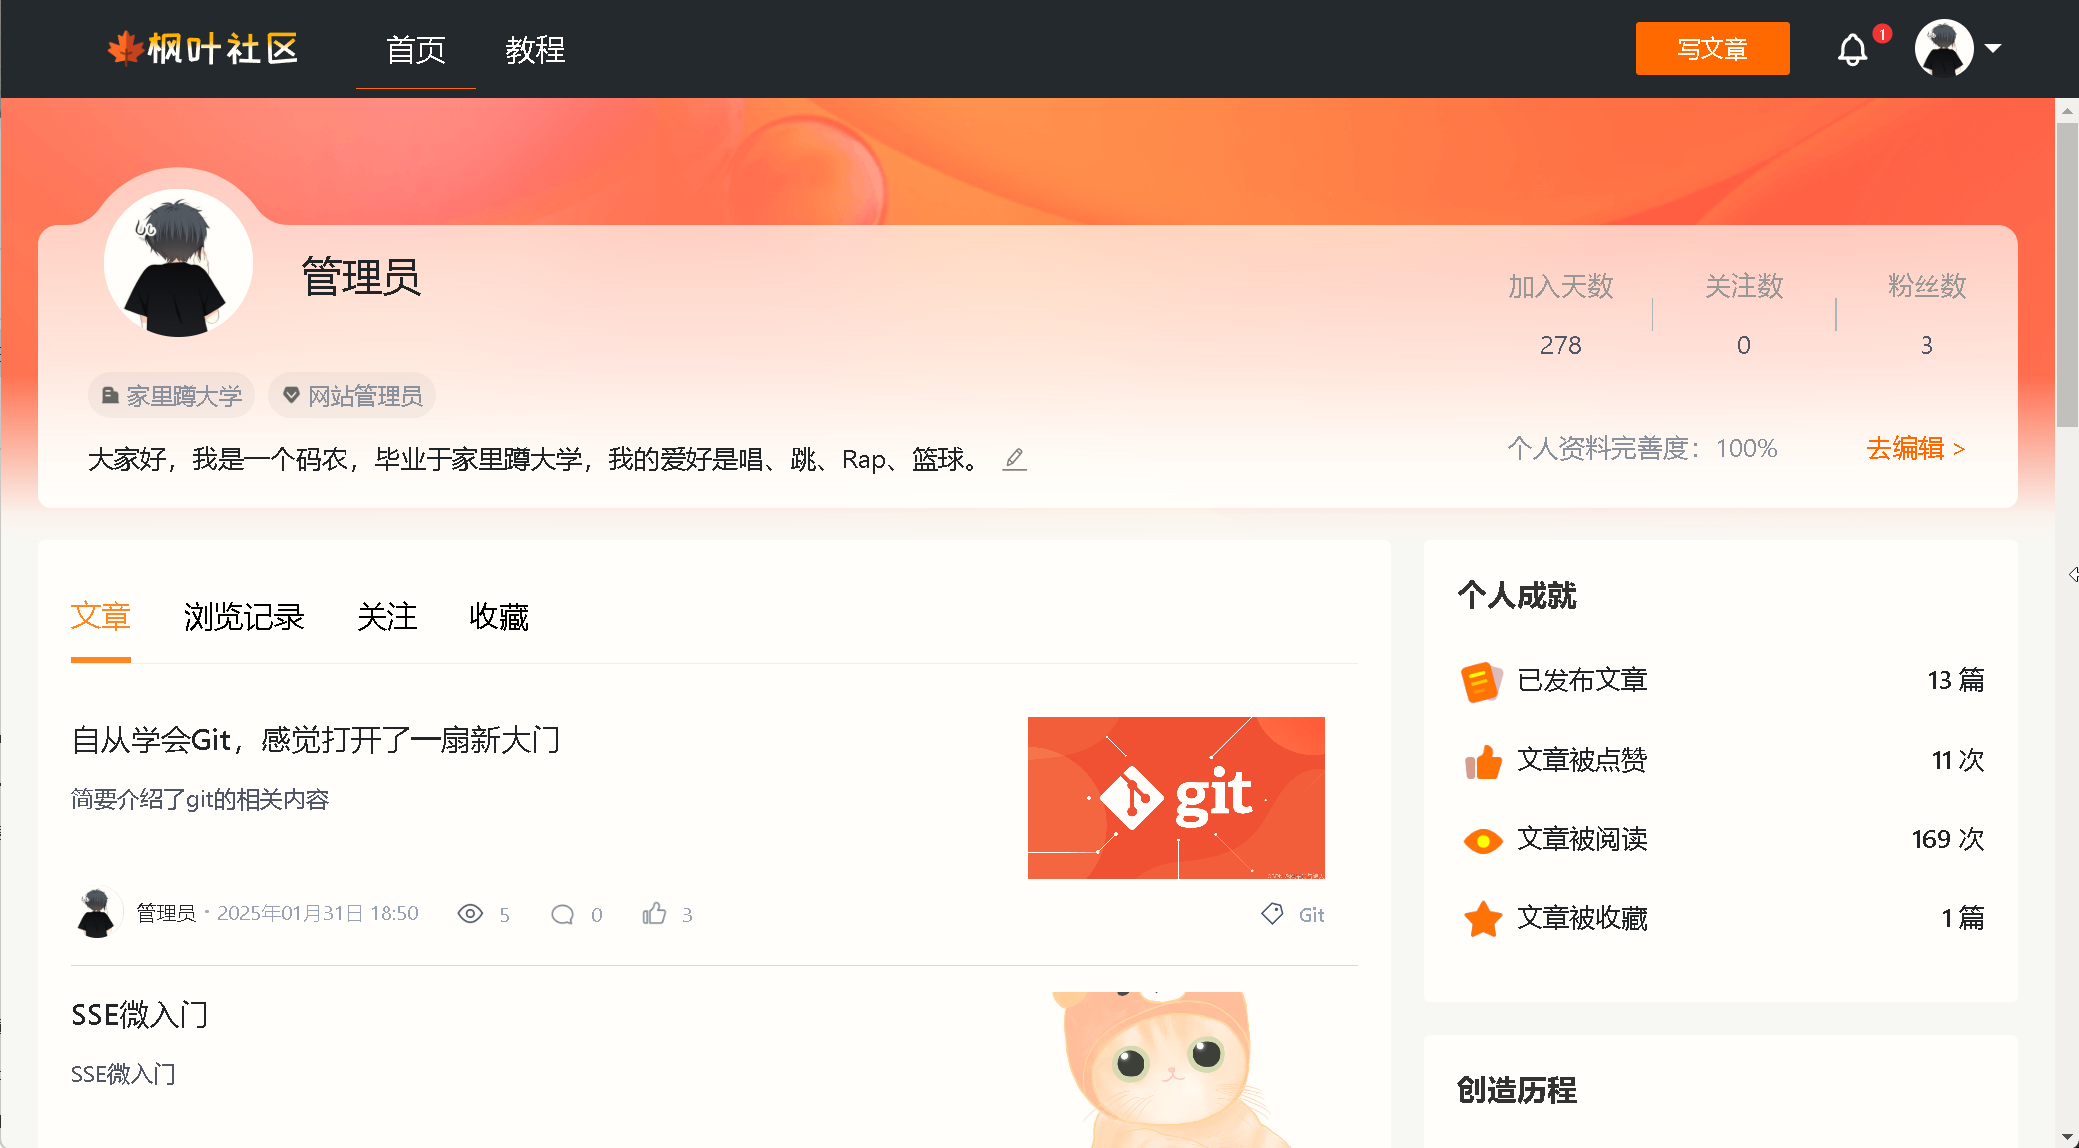 枫叶社区 首页 教程 写文章 1
管理员
加入天数 关注数 粉丝数
278 0 3
家里蹲大学 网站管理员
大家好，我是一个码农，毕业于家里蹲大学，我的爱好是唱、跳、Rap、篮球。
个人资料完善度：100% 去编辑 >
文章 浏览记录 关注 收藏
自从学会Git，感觉打开了一扇新大门
简要介绍了git的相关内容
git
管理员 · 2025年01月31日 18:50 5 0 3 Git
SSE微入门
SSE微入门
个人成就
已发布文章 13 篇
文章被点赞 11 次
文章被阅读 169 次
文章被收藏 1 篇
创造历程